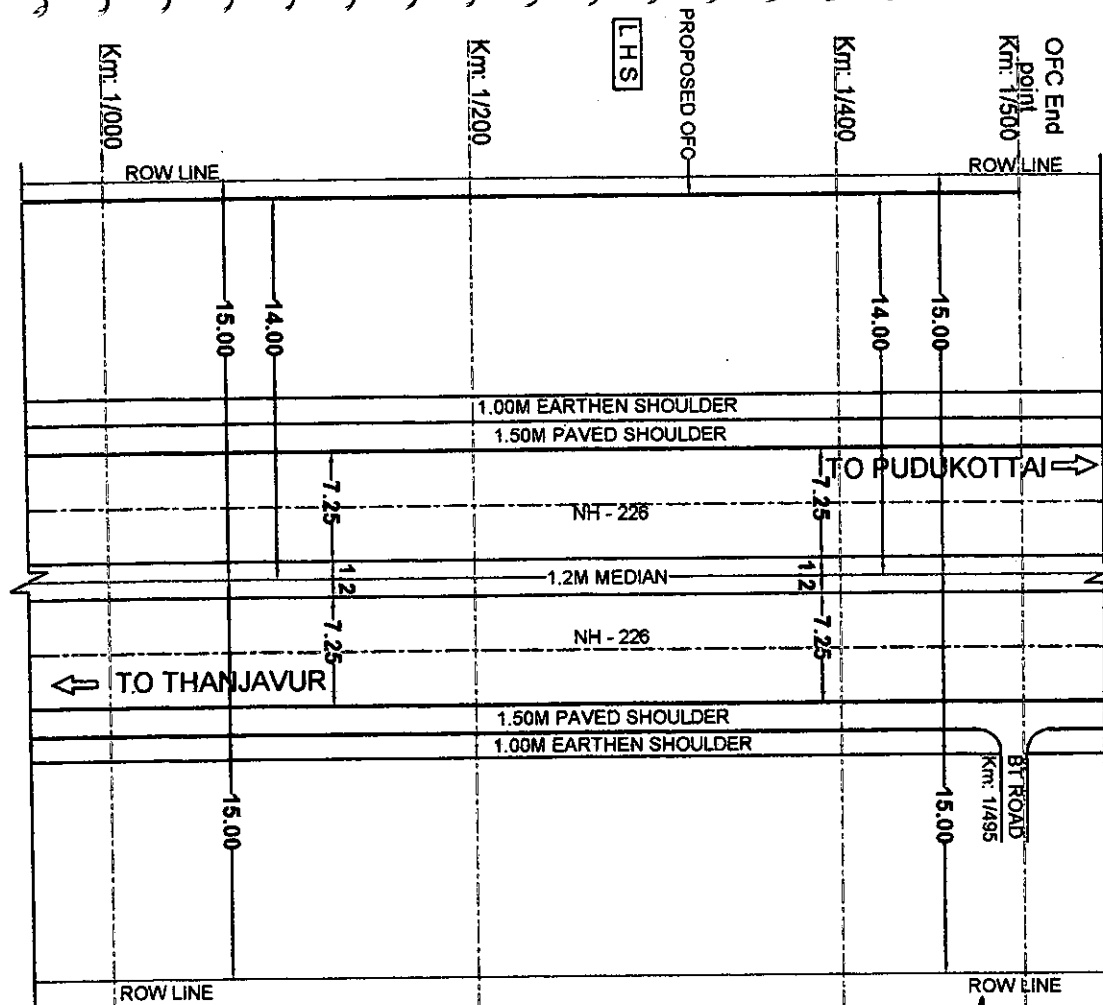 OFC End
point
Km: 1/500
Km: 1/400
PROPOSED OFC
LHS
Km: 1/200
Km: 1/000
ROW LINE
ROW LINE
15.00
14.00
14.00
15.00
1.00M EARTHEN SHOULDER
1.50M PAVED SHOULDER
TO PUDUKOTTAI
7.25
7.25
NH - 226
1.2
1.2M MEDIAN
1.2
7.25
NH - 226
7.25
TO THANJAVUR
1.50M PAVED SHOULDER
1.00M EARTHEN SHOULDER
BT ROAD
Km: 1/495
15.00
15.00
ROW LINE
ROW LINE